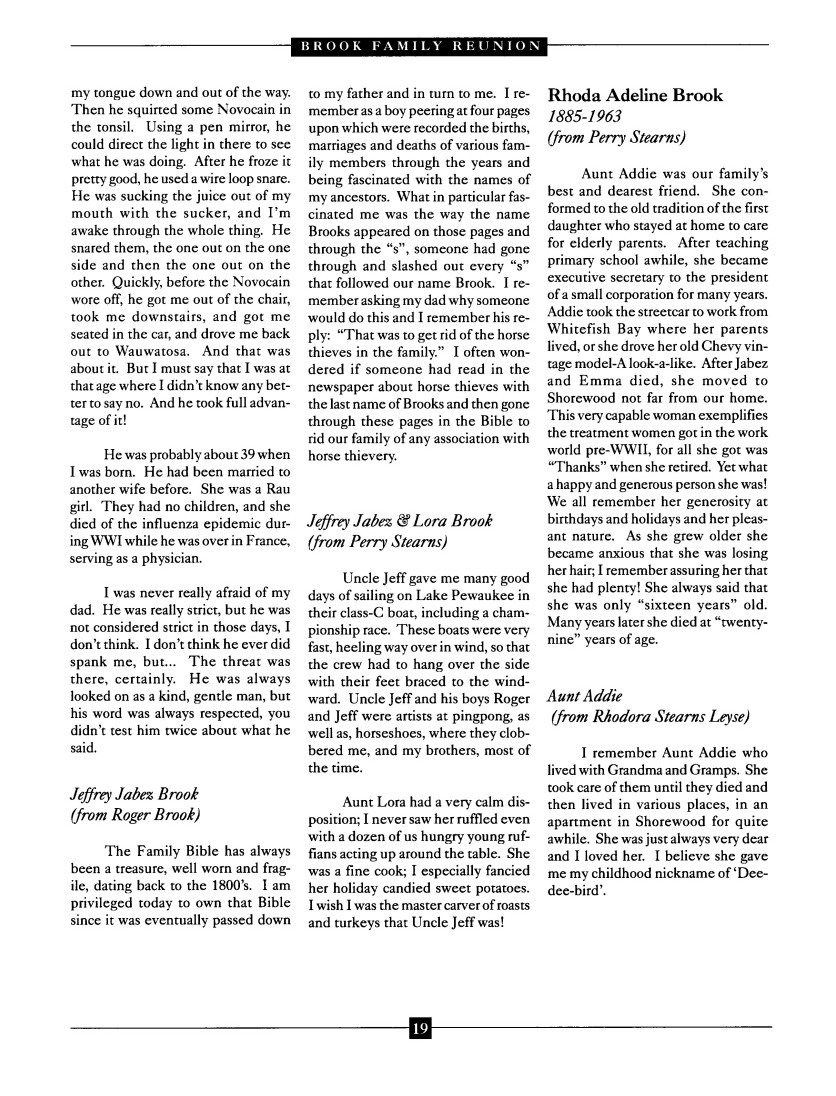 BROOK FAMILY REUNION
my tongue down and out of the way.
Then he squirted some Novocain in
the tonsil. Using a pen mirror, he
could direct the light in there to see
what he was doing. After he froze it
pretty good, he used a wire loop snare.
He was sucking the juice out of my
mouth with the sucker, and I'm
awake through the whole thing. He
snared them, the one out on the one
side and then the one out on the
other. Quickly, before the Novocain
wore off, he got me out of the chair,
took me downstairs, and got me
seated in the car, and drove me back
out to Wauwatosa. And that was
about it. But I must say that I was at
that age where I didn't know any bet-
ter to say no. And he took full advan-
tage of it!
He was probably about 39 when
I was born. He had been married to
another wife before. She was a Rau
girl. They had no children, and she
died of the influenza epidemic dur-
ing WWI while he was over in France,
serving as a physician.
I was never really afraid of my
dad. He was really strict, but he was
not considered strict in those days, I
don't think. I don't think he ever did
spank me, but... The threat was
there, certainly. He was always
looked on as a kind, gentle man, but
his word was always respected, you
didn't test him twice about what he
said.
Jeffrey Jabez Brook
(from Roger Brook)
The Family Bible has always
been a treasure, well worn and frag-
ile, dating back to the 1800's. I am
privileged today to own that Bible
since it was eventually passed down
to my father and in turn to me. I re-
member as a boy peering at four pages
upon which were recorded the births,
marriages and deaths of various fam-
ily members through the years and
being fascinated with the names of
my ancestors. What in particular fas-
cinated me was the way the name
Brooks appeared on those pages and
through the "s", someone had gone
through and slashed out every "s"
that followed our name Brook. I re-
member asking my dad why someone
would do this and I remember his re-
ply: "That was to get rid of the horse
thieves in the family." I often won-
dered if someone had read in the
newspaper about horse thieves with
the last name of Brooks and then gone
through these pages in the Bible to
rid our family of any association with
horse thievery.
Jeffrey Jabez & Lora Brook
(from Perry Stearns)
Uncle Jeff gave me many good
days of sailing on Lake Pewaukee in
their class-C boat, including a cham-
pionship race. These boats were very
fast, heeling way over in wind, so that
the crew had to hang over the side
with their feet braced to the wind-
ward. Uncle Jeff and his boys Roger
and Jeff were artists at pingpong, as
well as, horseshoes, where they clob-
bered me, and my brothers, most of
the time.
Aunt Lora had a very calm dis-
position; I never saw her ruffled even
with a dozen of us hungry young ruf-
fians acting up around the table. She
was a fine cook; I especially fancied
her holiday candied sweet potatoes.
I wish I was the master carver of roasts
and turkeys that Uncle Jeff was!
Rhoda Adeline Brook
1885-1963
(from Perry Stearns)
Aunt Addie was our family's
best and dearest friend. She con-
formed to the old tradition of the first
daughter who stayed at home to care
for elderly parents. After teaching
primary school awhile, she became
executive secretary to the president
of a small corporation for many years.
Addie took the streetcar to work from
Whitefish Bay where her parents
lived, or she drove her old Chevy vin-
tage model-A look-a-like. After Jabez
and Emma died, she moved to
Shorewood not far from our home.
This very capable woman exemplifies
the treatment women got in the work
world pre-WWII, for all she got was
"Thanks" when she retired. Yet what
a happy and generous person she was!
We all remember her generosity at
birthdays and holidays and her pleas-
ant nature. As she grew older she
became anxious that she was losing
her hair; I remember assuring her that
she had plenty! She always said that
she was only "sixteen years" old.
Many years later she died at "twenty-
nine" years of age.
Aunt Addie
(from Rhodora Stearns Leyse)
I remember Aunt Addie who
lived with Grandma and Gramps. She
took care of them until they died and
then lived in various places, in an
apartment in Shorewood for quite
awhile. She was just always very dear
and I loved her. I believe she gave
me my childhood nickname of 'Dee-
dee-bird'.
19